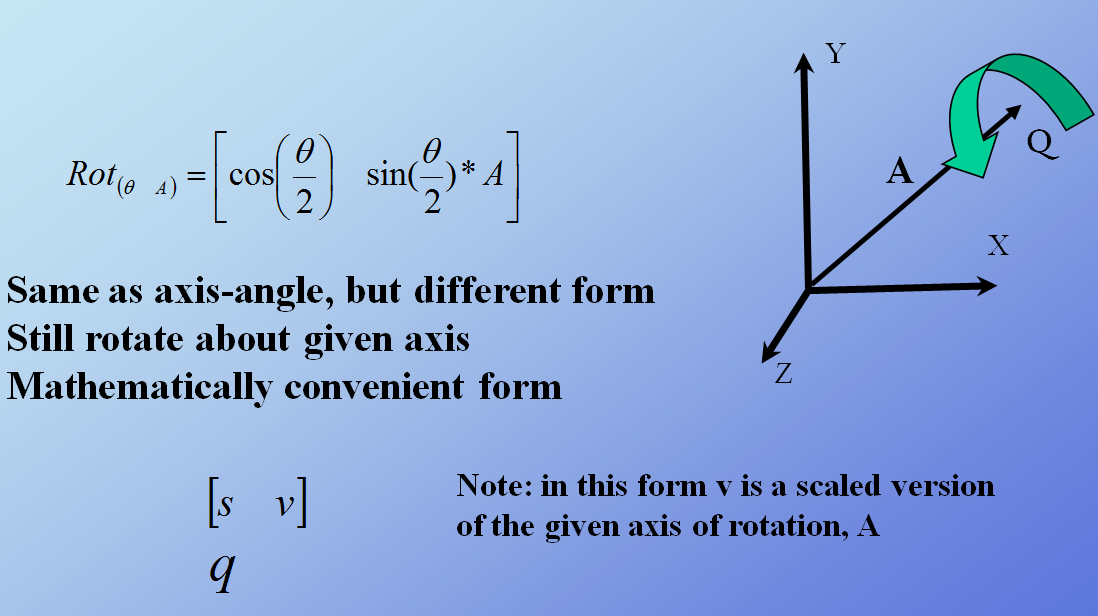 Rot_(θ A) = [cos(θ/2) sin(θ/2)* A]
Same as axis-angle, but different form
Still rotate about given axis
Mathematically convenient form
[s v]
q
Note: in this form v is a scaled version
of the given axis of rotation, A
Y
Q
A
X
Z